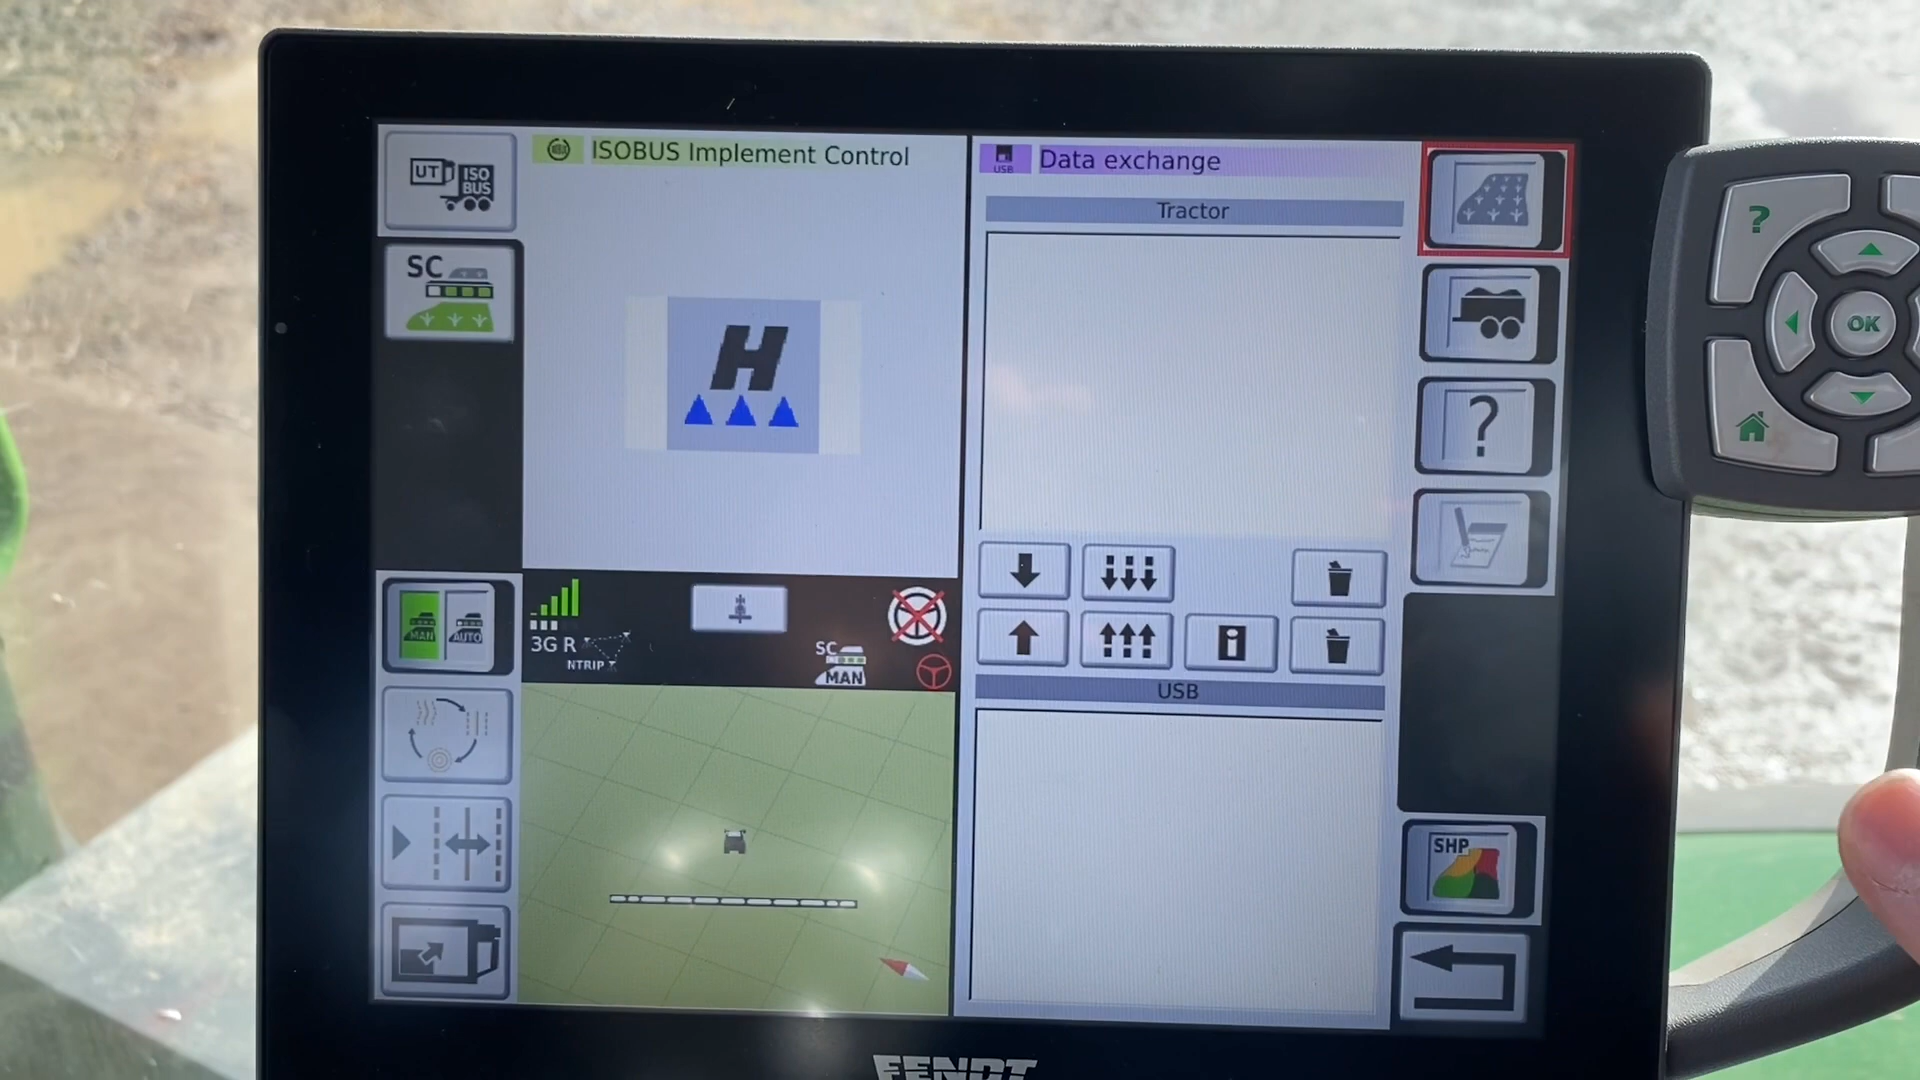 UT ISO BUS
ISOBUS Implement Control
USB
Data exchange
Tractor
SC
H
?
?
OK
MAN AUTO
3G R
NTRIP
SC
MAN
i
USB
SHP
FENDT